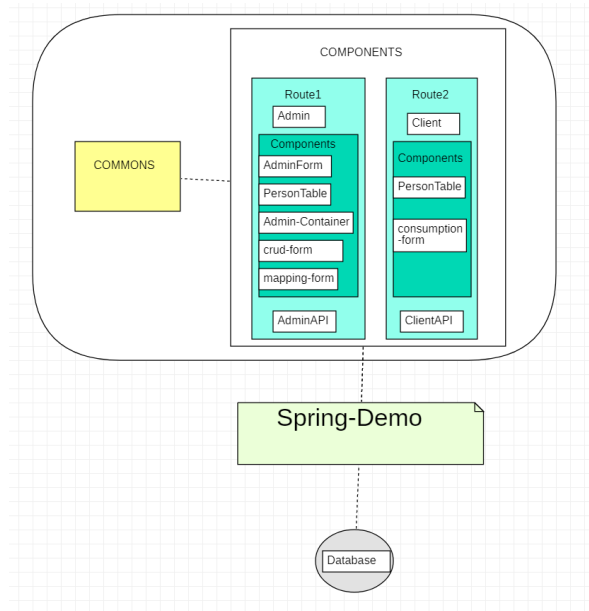 COMPONENTS
COMMONS
Route1
Admin
Components
AdminForm
PersonTable
Admin-Container
crud-form
mapping-form
AdminAPI
Route2
Client
Components
PersonTable
consumption
-form
ClientAPI
Spring-Demo
Database